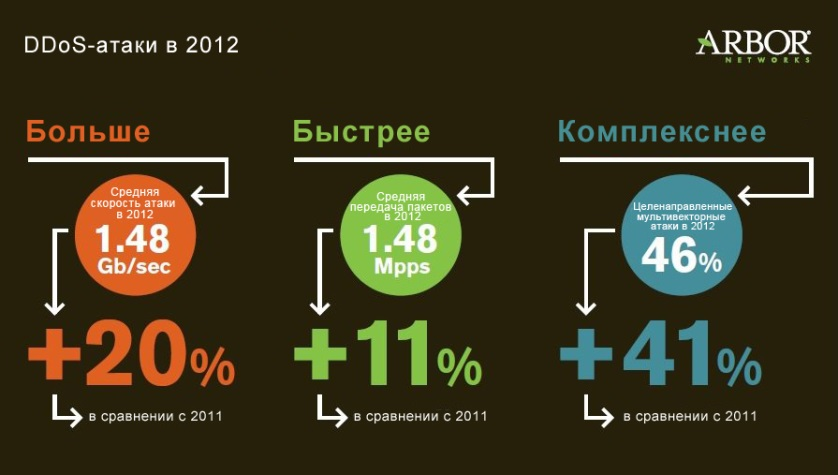 DDoS-атаки в 2012
ARBOR
NETWORKS
Больше
Средняя
скорость атаки
в 2012
1.48
Gb/sec
+20%
в сравнении с 2011
Быстрее
Средняя
передача пакетов
в 2012
1.48
Mpps
+11%
в сравнении с 2011
Комплекснее
Целенаправленные
мультивекторные
атаки в 2012
46%
+41%
в сравнении с 2011